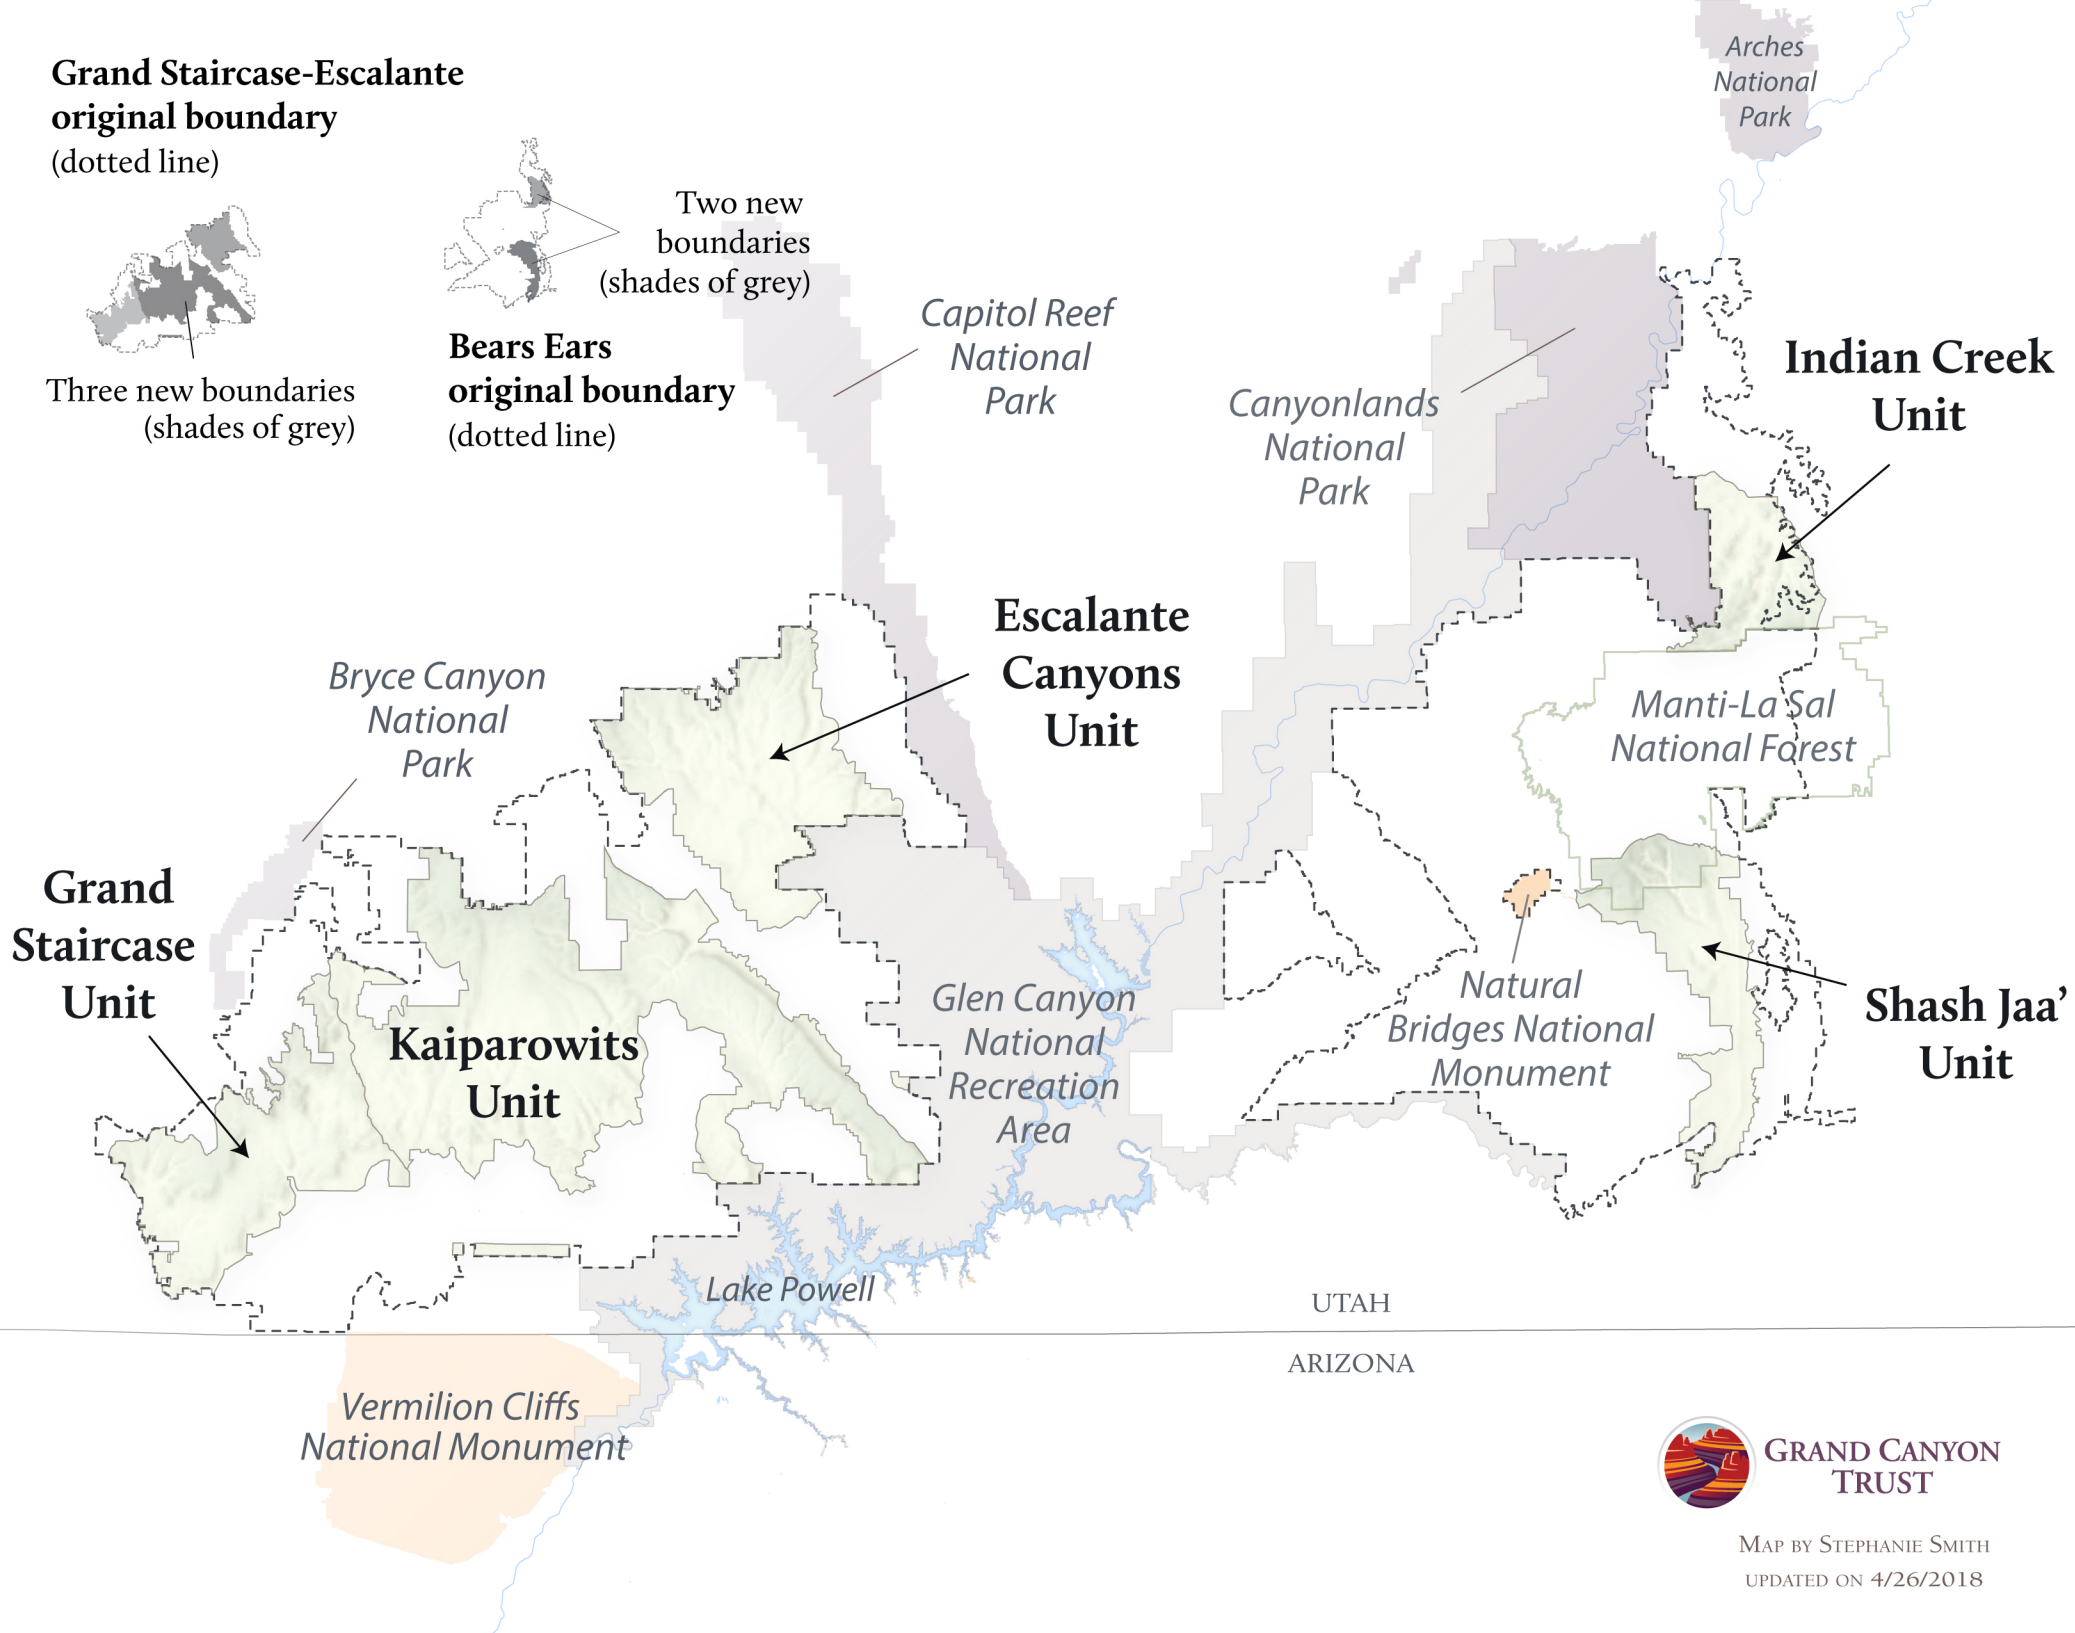 Grand Staircase-Escalante
original boundary
(dotted line)
Three new boundaries
(shades of grey)
Two new
boundaries
(shades of grey)
Bears Ears
original boundary
(dotted line)
Arches
National
Park
Capitol Reef
National
Park
Canyonlands
National
Park
Indian Creek
Unit
Escalante
Canyons
Unit
Bryce Canyon
National
Park
Manti-La Sal
National Forest
Grand
Staircase
Unit
Kaiparowits
Unit
Glen Canyon
National
Recreation
Area
Natural
Bridges National
Monument
Shash Jaa’
Unit
Lake Powell
UTAH
ARIZONA
Vermilion Cliffs
National Monument
GRAND CANYON
TRUST
MAP BY STEPHANIE SMITH
UPDATED ON 4/26/2018